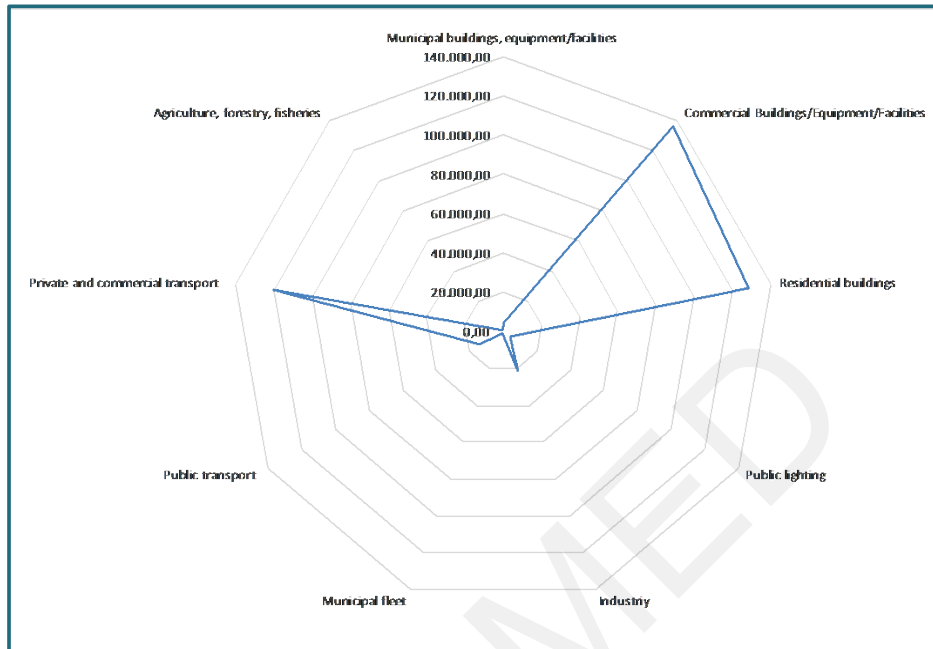 Municipal buildings, equipment/facilities
140.000,00
120.000,00
100.000,00
80.000,00
60.000,00
40.000,00
20.000,00
0,00
Agriculture, forestry, fisheries
Commercial Buildings/Equipment/Facilities
Private and commercial transport
Residential buildings
Public transport
Public lighting
Municipal fleet
Industriy
MED